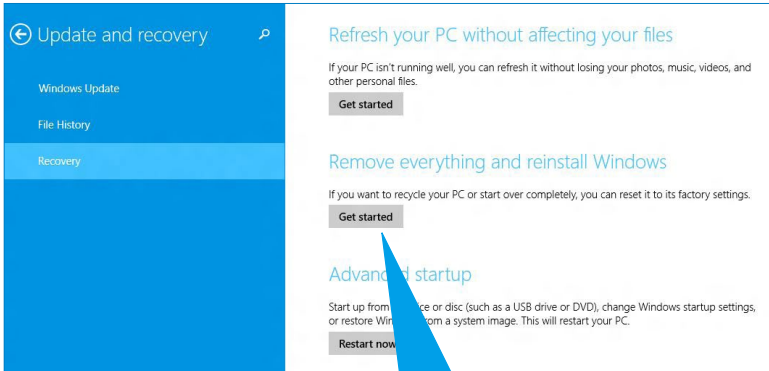 Update and recovery
Windows Update
File History
Recovery
Refresh your PC without affecting your files
If your PC isn't running well, you can refresh it without losing your photos, music, videos, and
other personal files.
Get started
Remove everything and reinstall Windows
If you want to recycle your PC or start over completely, you can reset it to its factory settings.
Get started
Advanced startup
Start up from ce or disc (such as a USB drive or DVD), change Windows startup settings,
or restore Win om a system image. This will restart your PC.
Restart now